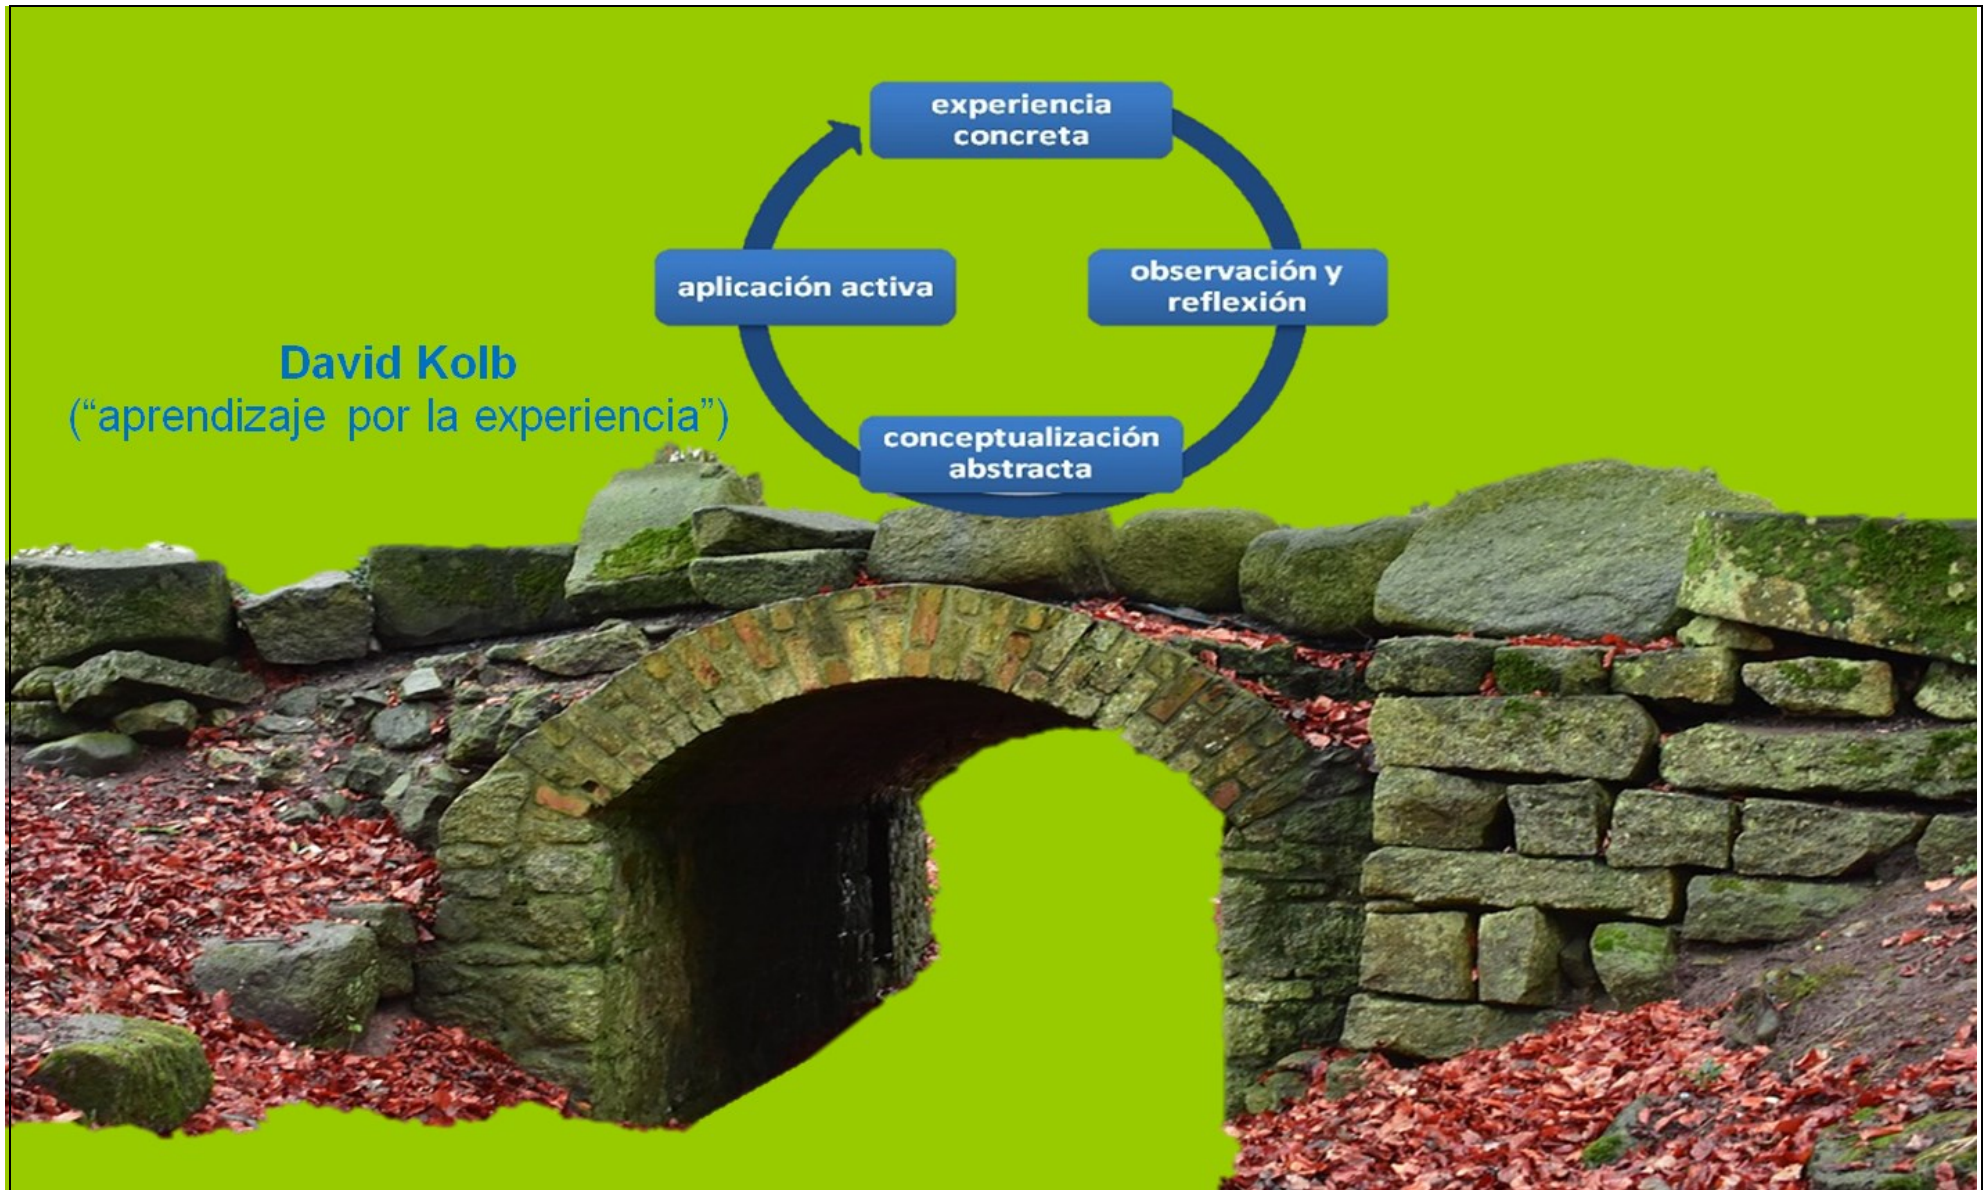 experiencia
concreta
aplicación activa
observación y
reflexión
David Kolb
(“aprendizaje por la experiencia”)
conceptualización
abstracta